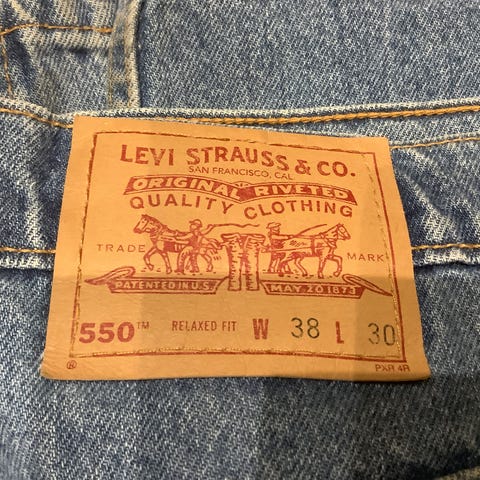 LEVI STRAUSS & CO.
SAN FRANCISCO, CAL.
ORIGINAL RIVETED
QUALITY CLOTHING
TRADE MARK
PATENTED IN U.S. MAY 20 1873
550™ RELAXED FIT W 38 L 30
® PXR 4R